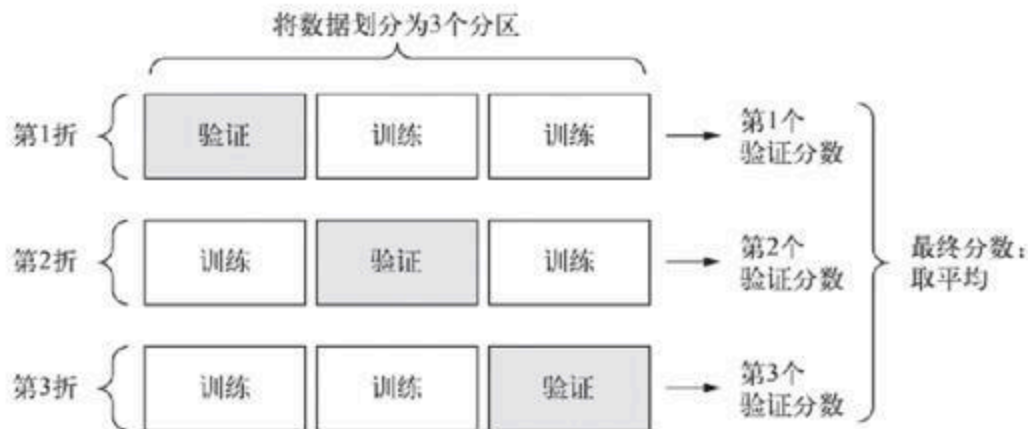 将数据划分为3个分区
第1折
验证
训练
训练
第1个
验证分数
第2折
训练
验证
训练
第2个
验证分数
最终分数：
取平均
第3折
训练
训练
验证
第3个
验证分数